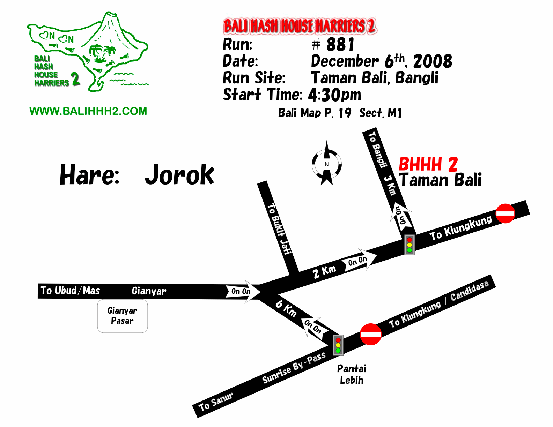 BALI HASH HOUSE HARRIERS 2
Run: # 881
Date: December 6th, 2008
Run Site: Taman Bali, Bangli
Start Time: 4:30pm
Bali Map P. 19 Sect. M1
BALI
HASH
HOUSE
HARRIERS 2
WWW.BALIHHH2.COM
Hare: Jorok
N
To Bangli
3 Km
On On
BHHH 2
Taman Bali
To Bukit Jati
2 Km
On On
To Klungkung
To Ubud/Mas Gianyar
On On
Gianyar
Pasar
6 Km
On On
To Klungkung / Candidasa
Pantai
Lebih
To Sanur
Sunrise By-Pass